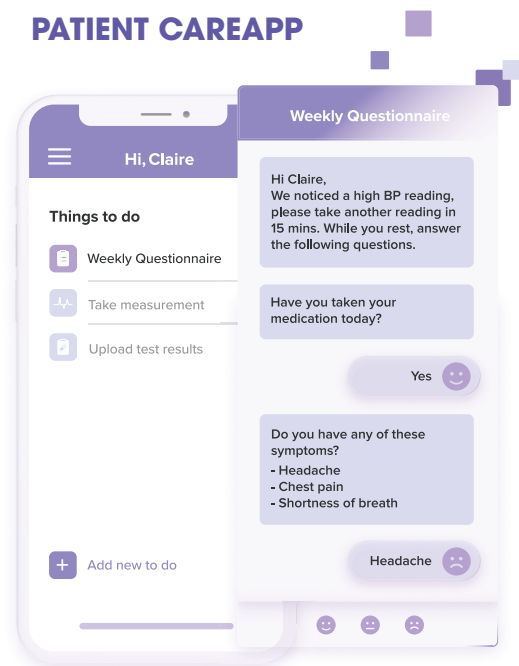 PATIENT CAREAPP
Hi, Claire
Things to do
Weekly Questionnaire
Take measurement
Upload test results
+ Add new to do
Weekly Questionnaire
Hi Claire,
We noticed a high BP reading,
please take another reading in
15 mins. While you rest, answer
the following questions.
Have you taken your
medication today?
Yes
Do you have any of these
symptoms?
- Headache
- Chest pain
- Shortness of breath
Headache